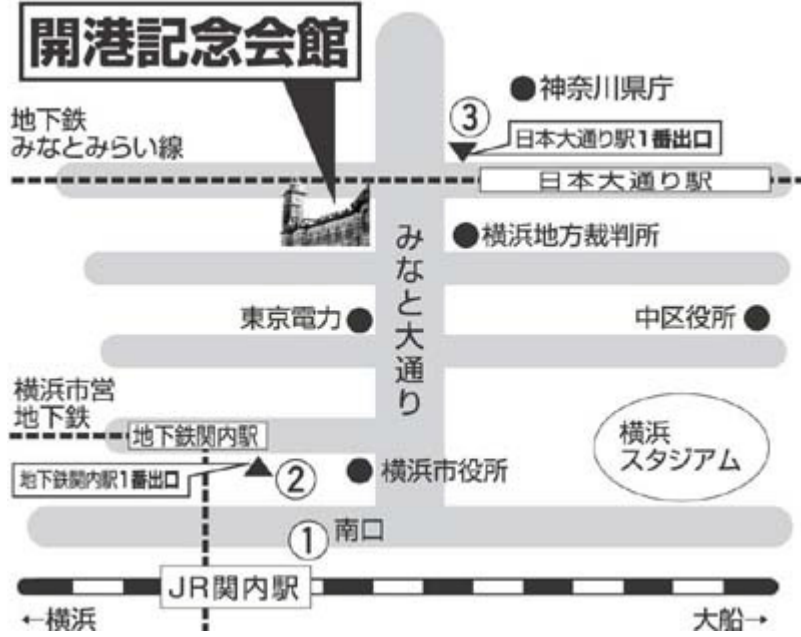 開港記念会館
●神奈川県庁
③
地下鉄
みなとみらい線
日本大通り駅1番出口
日本大通り駅
みなと大通り
●横浜地方裁判所
東京電力●
中区役所●
横浜市営
地下鉄
地下鉄関内駅
横浜
スタジアム
地下鉄関内駅1番出口
②
●横浜市役所
①
南口
JR関内駅
←横浜
大船→